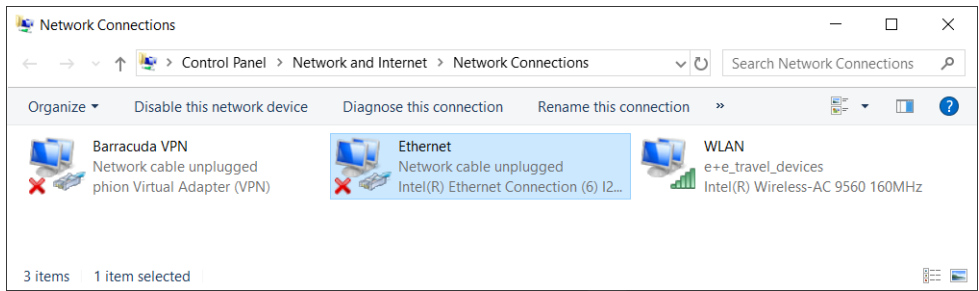 Network Connections
Control Panel > Network and Internet > Network Connections
Search Network Connections
Organize Disable this network device Diagnose this connection Rename this connection »
Barracuda VPN
Network cable unplugged
phion Virtual Adapter (VPN)
Ethernet
Network cable unplugged
Intel(R) Ethernet Connection (6) I2...
WLAN
e+e_travel_devices
Intel(R) Wireless-AC 9560 160MHz
3 items 1 item selected